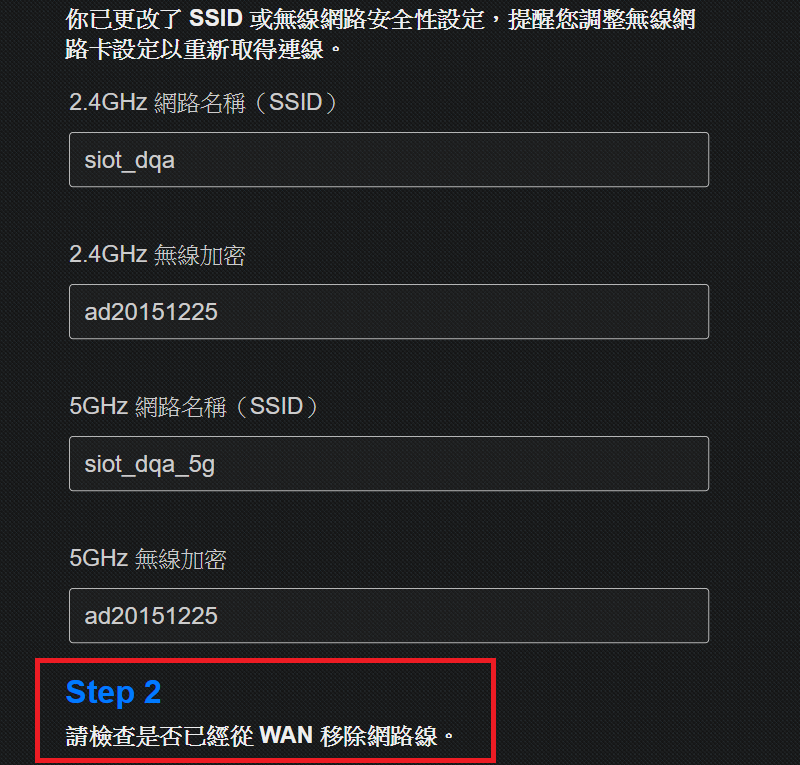 你已更改了 SSID 或無線網路安全性設定，提醒您調整無線網
路卡設定以重新取得連線。
2.4GHz 網路名稱（SSID）
siot_dqa
2.4GHz 無線加密
ad20151225
5GHz 網路名稱（SSID）
siot_dqa_5g
5GHz 無線加密
ad20151225
Step 2
請檢查是否已經從 WAN 移除網路線。